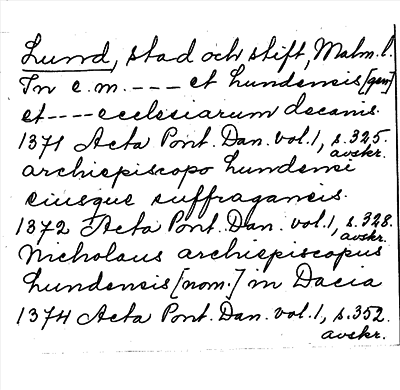 Lund, stad och stift, Malm. l.
In c. m. --- et Lundensis [gen]
et ---- ecclesiarum decanis.
1371 Acta Pont. Dan. vol. 1, s. 325.
avskr.
archiepiscopo Lundensi
eiusque suffraganeis.
1372 Acta Pont. Dan. vol. 1, s. 328.
avskr.
Nicholaus archiepiscopus
Lundensis [nom.] in Dacia
1374 Acta Pont. Dan. vol. 1, s. 352.
avskr.